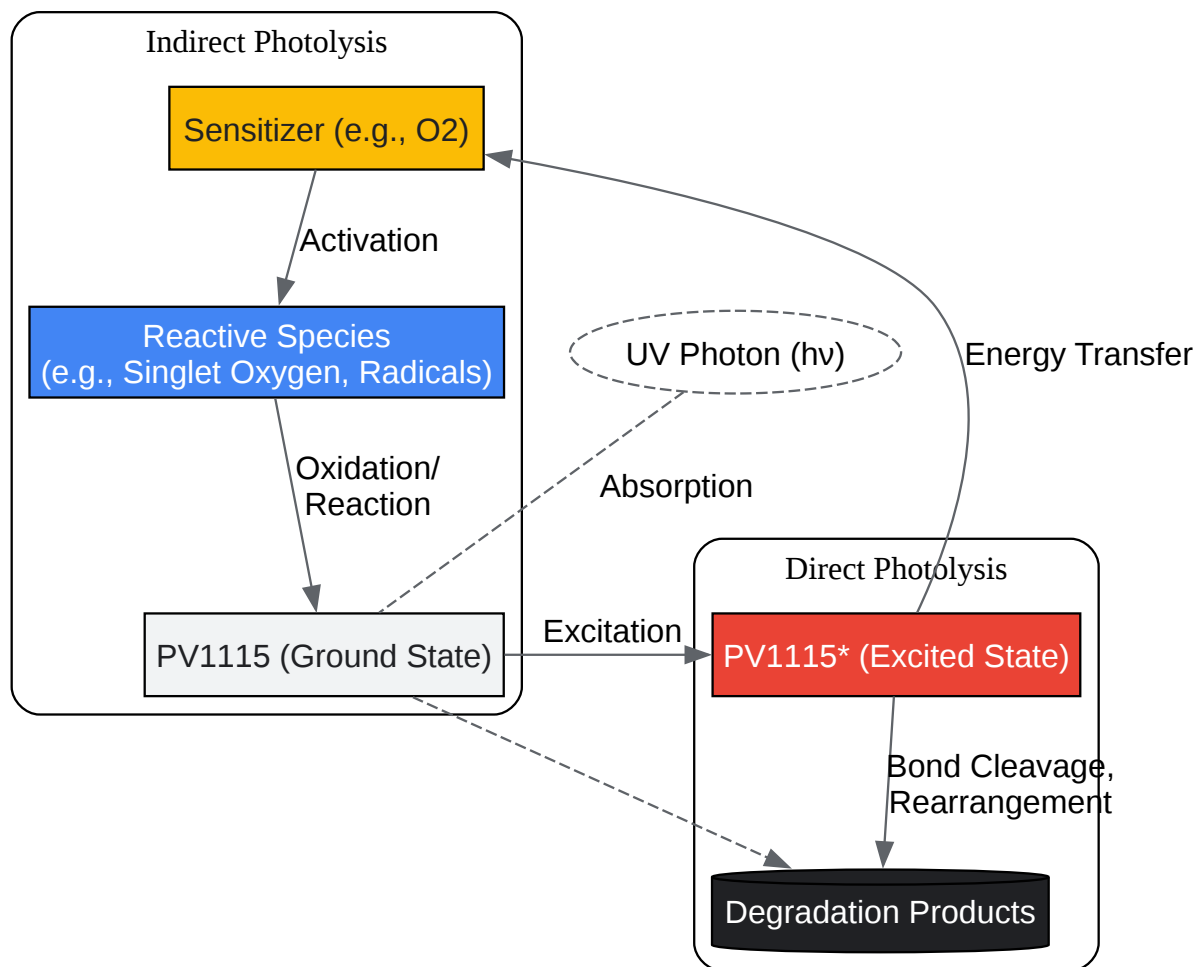 Indirect Photolysis
Sensitizer (e.g., O2)
Activation
Reactive Species
(e.g., Singlet Oxygen, Radicals)
UV Photon (hν)
Energy Transfer
Oxidation/
Reaction
Absorption
Direct Photolysis
PV1115 (Ground State)
Excitation
PV1115* (Excited State)
Bond Cleavage,
Rearrangement
Degradation Products